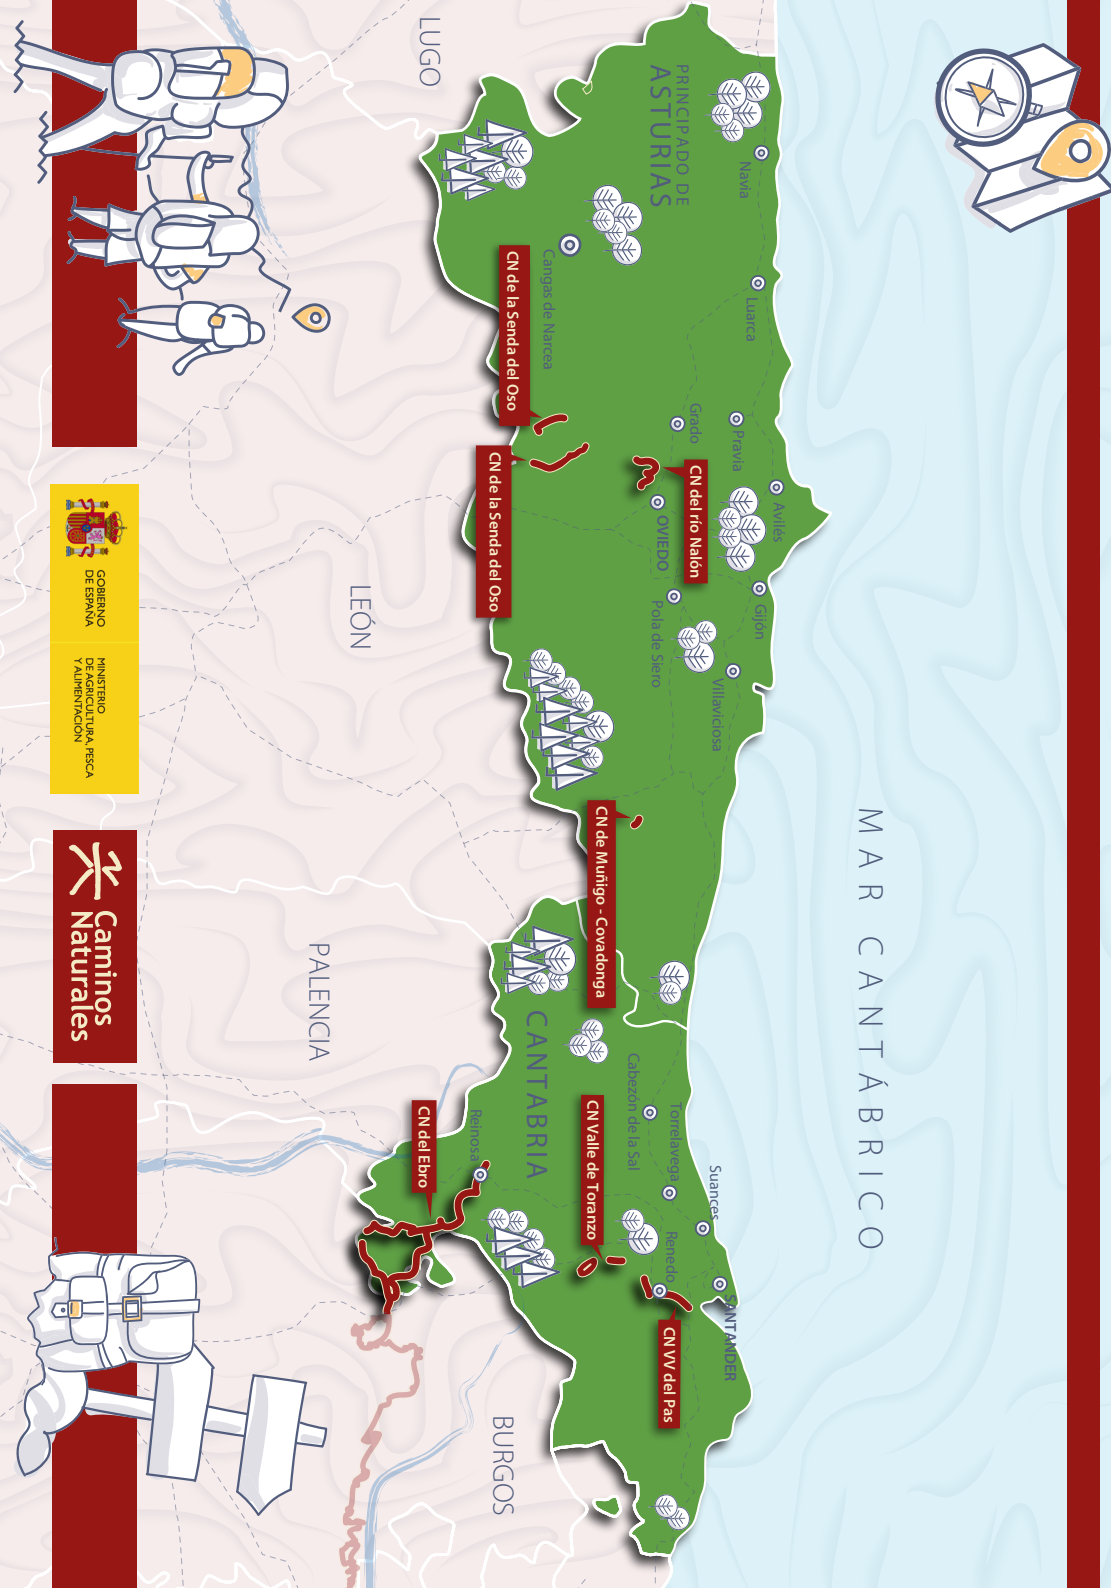 MAR CANTÁBRICO
PRINCIPADO DE
ASTURIAS
Navia
Luarca
Cangas de Narcea
Grado
Pravia
Avilés
OVIEDO
Gijón
Pola de Siero
Villaviciosa
CN de la Senda del Oso
CN de la Senda del Oso
CN del río Nalón
CN de Muñigo - Covadonga
CANTABRIA
Cabezón de la Sal
Torrelavega
Suances
Renedo
SANTANDER
Reinosa
CN Valle de Toranzo
CN VV del Pas
CN del Ebro
LUGO
LEÓN
PALENCIA
BURGOS
GOBIERNO
DE ESPAÑA
MINISTERIO
DE AGRICULTURA, PESCA
Y ALIMENTACIÓN
Caminos
Naturales